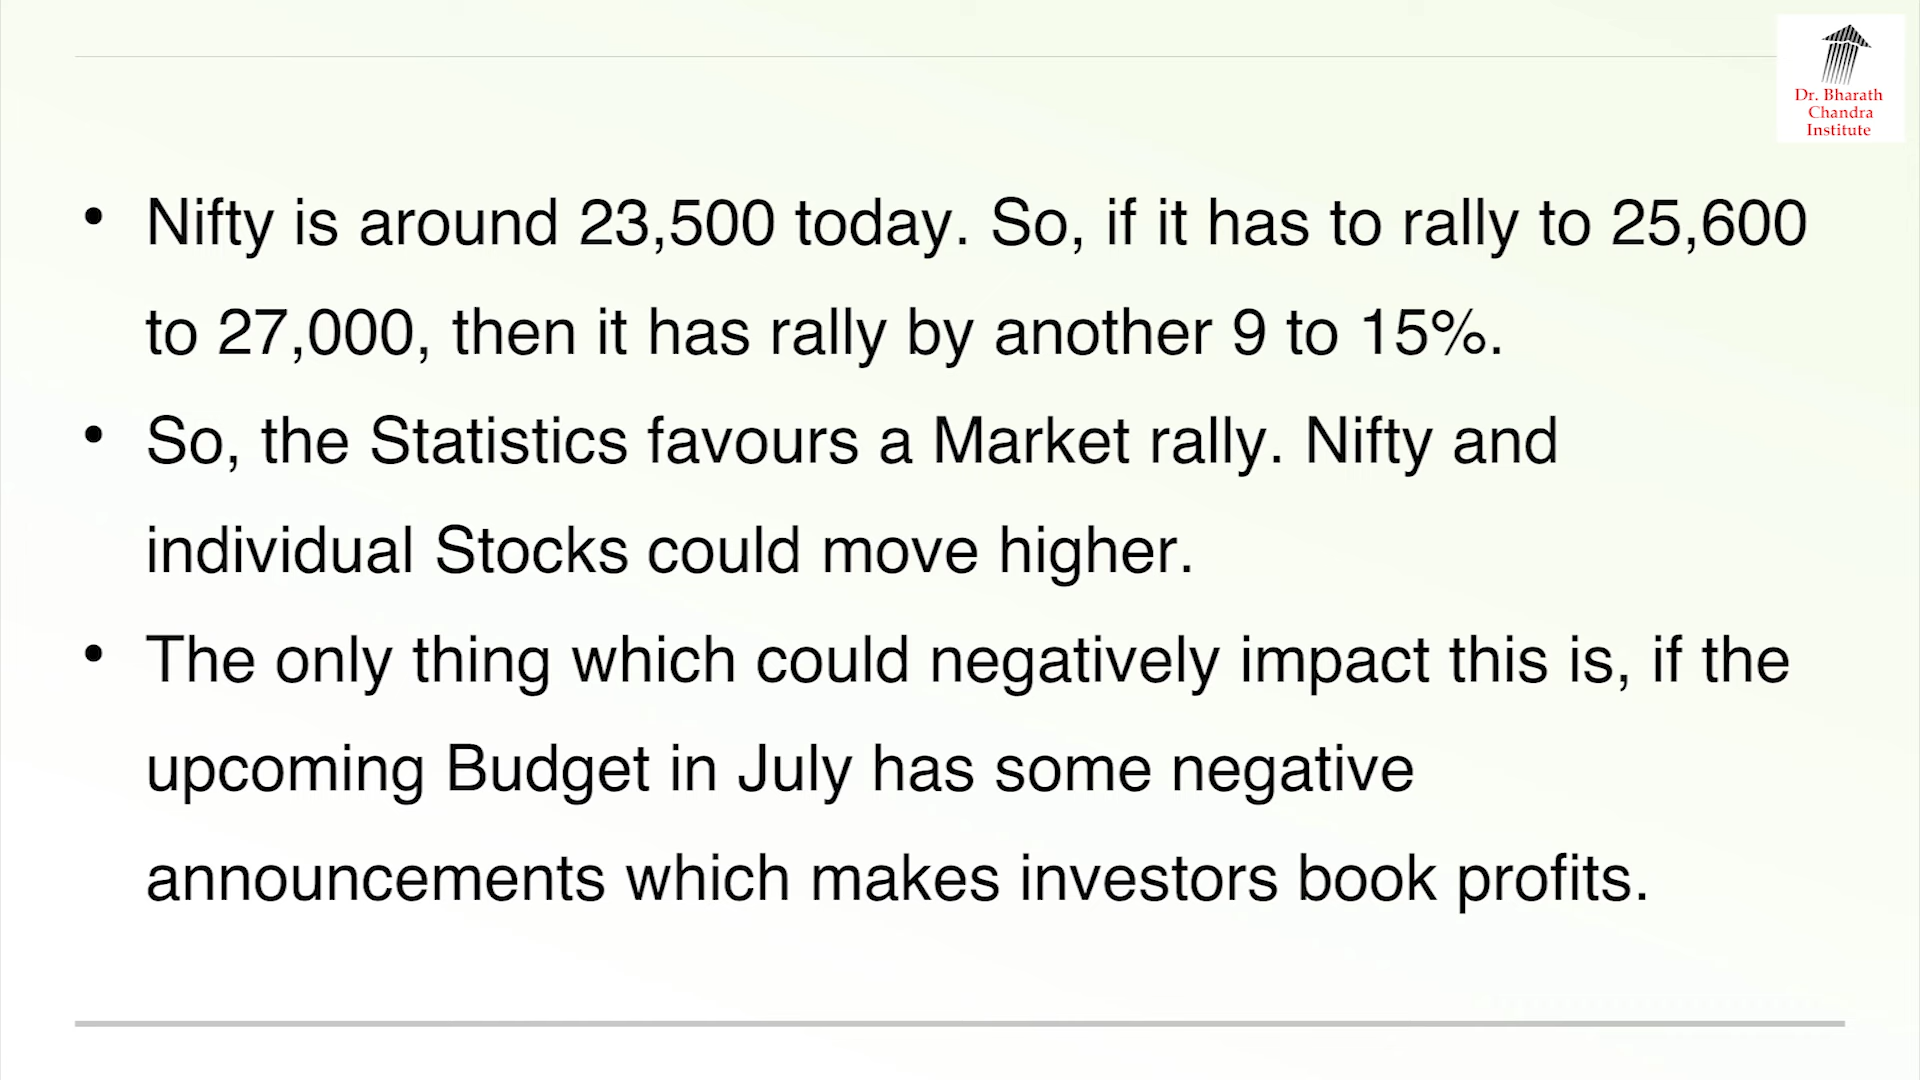 Dr. Bharath
Chandra
Institute
• Nifty is around 23,500 today. So, if it has to rally to 25,600
to 27,000, then it has rally by another 9 to 15%.
• So, the Statistics favours a Market rally. Nifty and
individual Stocks could move higher.
• The only thing which could negatively impact this is, if the
upcoming Budget in July has some negative
announcements which makes investors book profits.